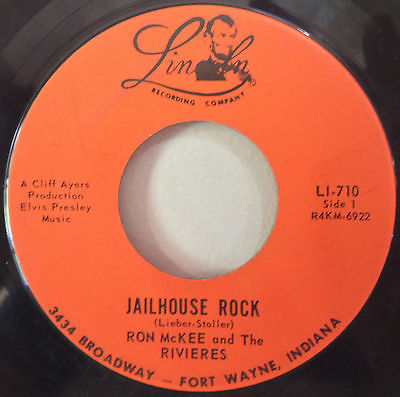 Lincoln
RECORDING COMPANY
A Cliff Ayers
Production
Elvis Presley
Music
LI-710
Side 1
R4KM-6922
JAILHOUSE ROCK
(Lieber-Stoller)
RON McKEE and The
RIVIERES
3434 BROADWAY — FORT WAYNE, INDIANA